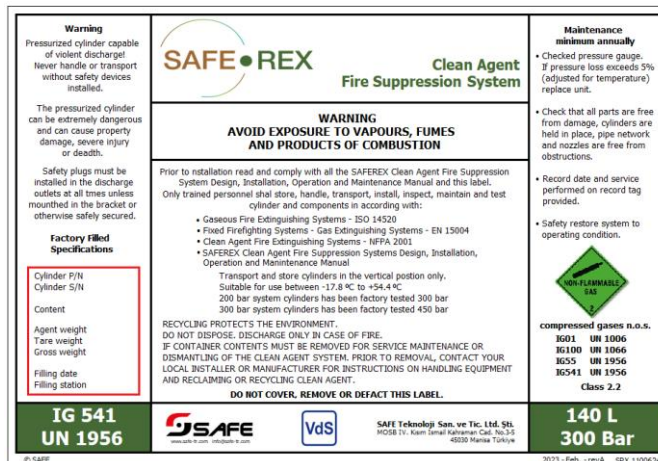 Warning
Pressurized cylinder capable
of violent discharge!
Never handle or transport
without safety devices
installed.
The pressurized cylinder
can be extremely dangerous
and can cause property
damage, severe injury
or deadth.
Safety plugs must be
installed in the discharge
outlets at all tmes unless
mounthed in the bracket or
otherwise safely secured.
Factory Filled
Specifications
Cylinder P/N
Cylinder S/N
Content
Agent weight
Tare weight
Gross weight
Filling date
Filling station
IG 541
UN 1956
© SAFE
SAFE REX
Clean Agent
Fire Suppression System
WARNING
AVOID EXPOSURE TO VAPOURS, FUMES
AND PRODUCTS OF COMBUSTION
Prior to nstallation read and comply with all the SAFEREX Clean Agent Fire Suppression
System Design, Installation, Operation and Maintenance Manual and this label.
Only trained personnel shal store, handle, transport, install, inspect, maintain and test
cylinder and components in according with:
• Gaseous Fire Extinguishing Systems - ISO 14520
• Fixed Firefighting Systems - Gas Extinguishing Systems - EN 15004
• Clean Agent Fire Extinguishing Systems - NFPA 2001
• SAFEREX Clean Agent Fire Suppression Systems Design, Installation,
Operation and Manintenance Manual
Transport and store cylinders in the vertical postion only.
Suitable for use between -17.8 ºC to +54.4 ºC
200 bar system cylinders has been factory tested 300 bar
300 bar system cylinders has been factory tested 450 bar
RECYCLING PROTECTS THE ENVIRONMENT.
DO NOT DISPOSE. DISCHARGE ONLY IN CASE OF FIRE.
IF CONTAINER CONTENTS MUST BE REMOVED FOR SERVICE MAINTENANCE OR
DISMANTLING OF THE CLEAN AGENT SYSTEM. PRIOR TO REMOVAL, CONTACT YOUR
LOCAL INSTALLER OR MANUFACTURER FOR INSTRUCTIONS ON HANDLING EQUIPMENT
AND RECLAIMING OR RECYCLING CLEAN AGENT.
DO NOT COVER, REMOVE OR DEFACT THIS LABEL.
SAFE
VdS
SAFE Teknoloji San. ve Tic. Ltd. Şti.
MOSB IV. Kısım Ismail Kahraman Cad. No.3-5
45030 Manisa Türkiye
Maintenance
minimum annually
• Checked pressure gauge.
If pressure loss exceeds 5%
(adjusted for temperature)
replace unit.
• Check that all parts are free
from damage, cylinders are
held in place, pipe network
and nozzles are free from
obstructions.
• Record date and service
performed on record tag
provided.
• Safety restore system to
operating condition.
NON-FLAMMABLE
GAS
2
compressed gases n.o.s.
IG01 UN 1006
IG100 UN 1066
IG55 UN 1956
IG541 UN 1956
Class 2.2
140 L
300 Bar
2023 - Feb. - revA SRX 110062